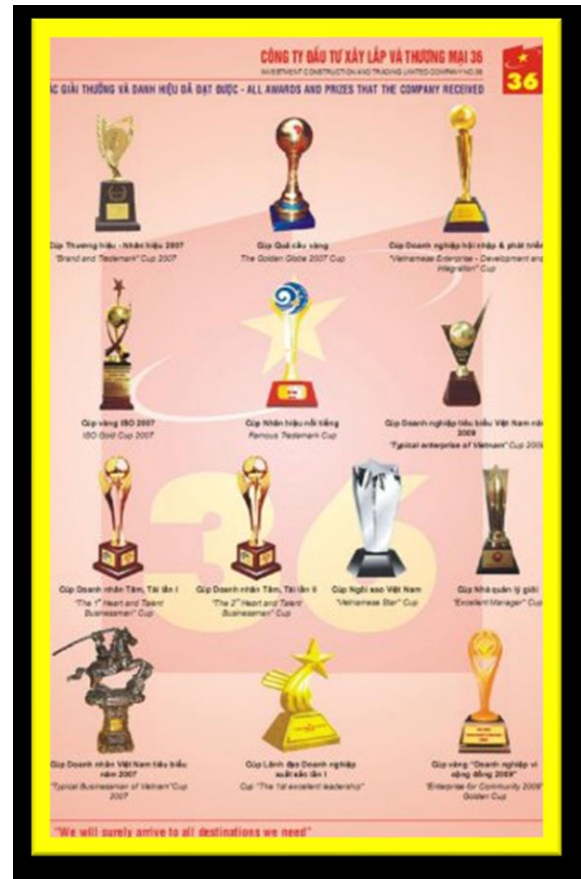 CÔNG TY ĐẦU TƯ XÂY LẮP VÀ THƯƠNG MẠI 36
INVESTMENT CONSTRUCTION AND TRADING LIMITED COMPANY NO.36
36
ÁC GIẢI THƯỞNG VÀ DANH HIỆU ĐÃ ĐẠT ĐƯỢC - ALL AWARDS AND PRIZES THAT THE COMPANY RECEIVED
Cúp Thương hiệu - Nhãn hiệu 2007
"Brand and Trademark" Cup 2007
Cúp Quả cầu vàng
The Golden Globe 2007 Cup
Cúp Doanh nghiệp hội nhập & phát triển
"Vietnamese Enterprise - Development and
Integration" Cup
Cúp vàng ISO 2007
ISO Gold Cup 2007
Cúp Nhãn hiệu nổi tiếng
Famous Trademark Cup
Cúp Doanh nghiệp tiêu biểu Việt Nam năm
2009
"Typical enterprise of Vietnam" Cup 2009
36
Cúp Doanh nhân Tâm, Tài lần I
"The 1st Heart and Talent
Businessman" Cup
Cúp Doanh nhân Tâm, Tài lần II
"The 2nd Heart and Talent
Businessman" Cup
Cúp Ngôi sao Việt Nam
"Vietnamese Star" Cup
Cúp Nhà quản lý giỏi
"Excellent Manager" Cup
Cúp Doanh nhân Việt Nam tiêu biểu
năm 2007
"Typical Businessman of Vietnam"Cup
2007
Cúp Lãnh đạo Doanh nghiệp
xuất sắc lần I
Cup "The 1st excellent leadership"
Cúp vàng "Doanh nghiệp vì
cộng đồng 2009"
"Enterprise for Community 2009"
Golden Cup
"We will surely arrive to all destinations we need"